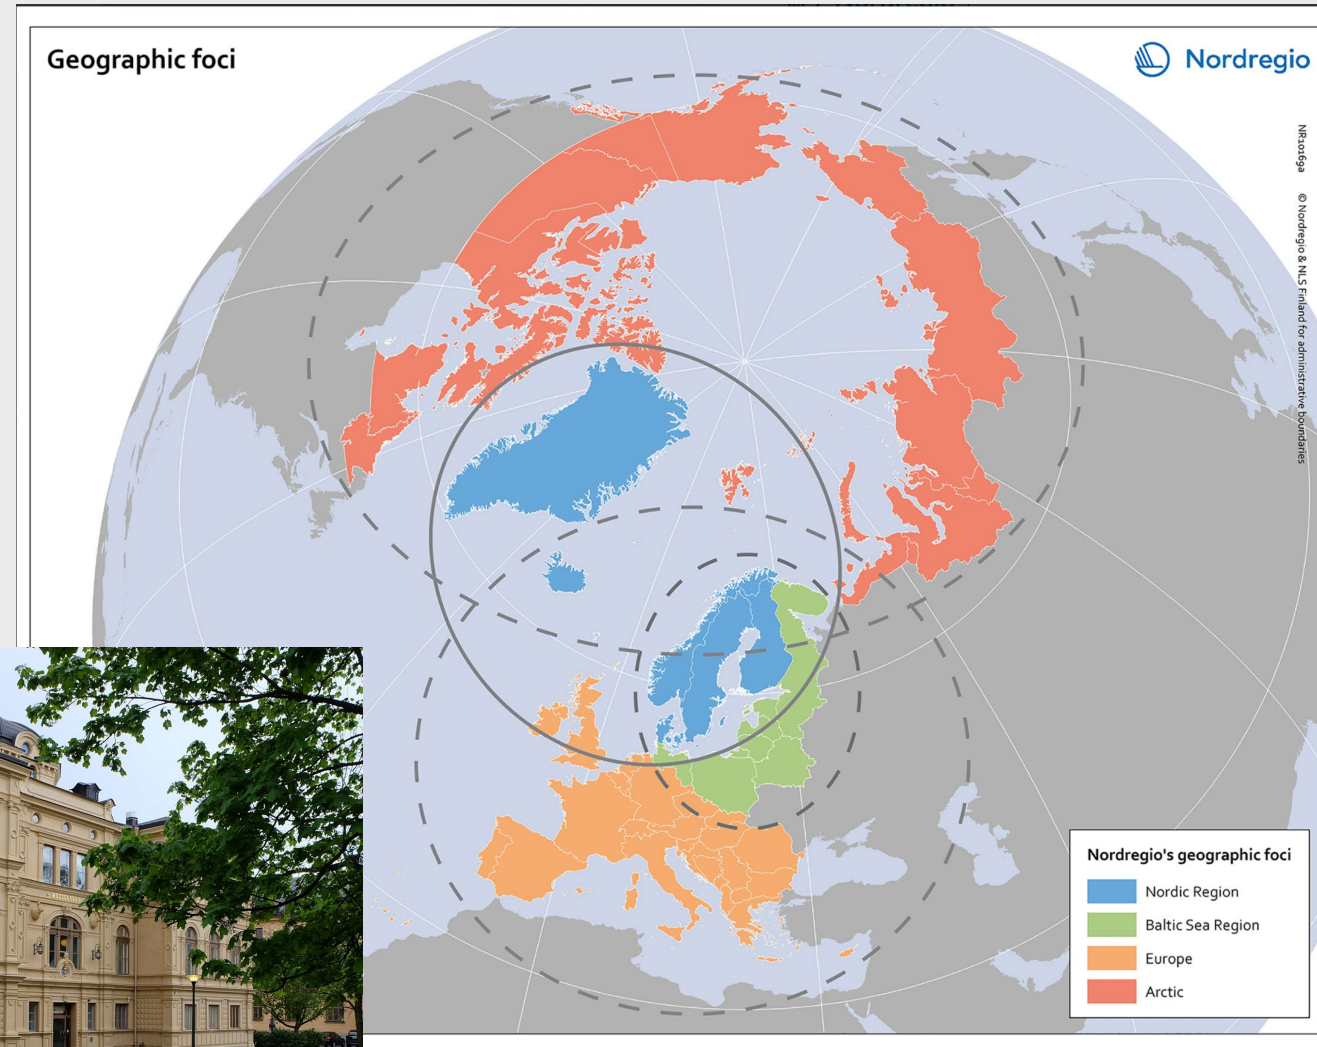 Geographic foci
Nordregio
NR10169a © Nordregio & NLS Finland for administrative boundaries
Nordregio's geographic foci
Nordic Region
Baltic Sea Region
Europe
Arctic